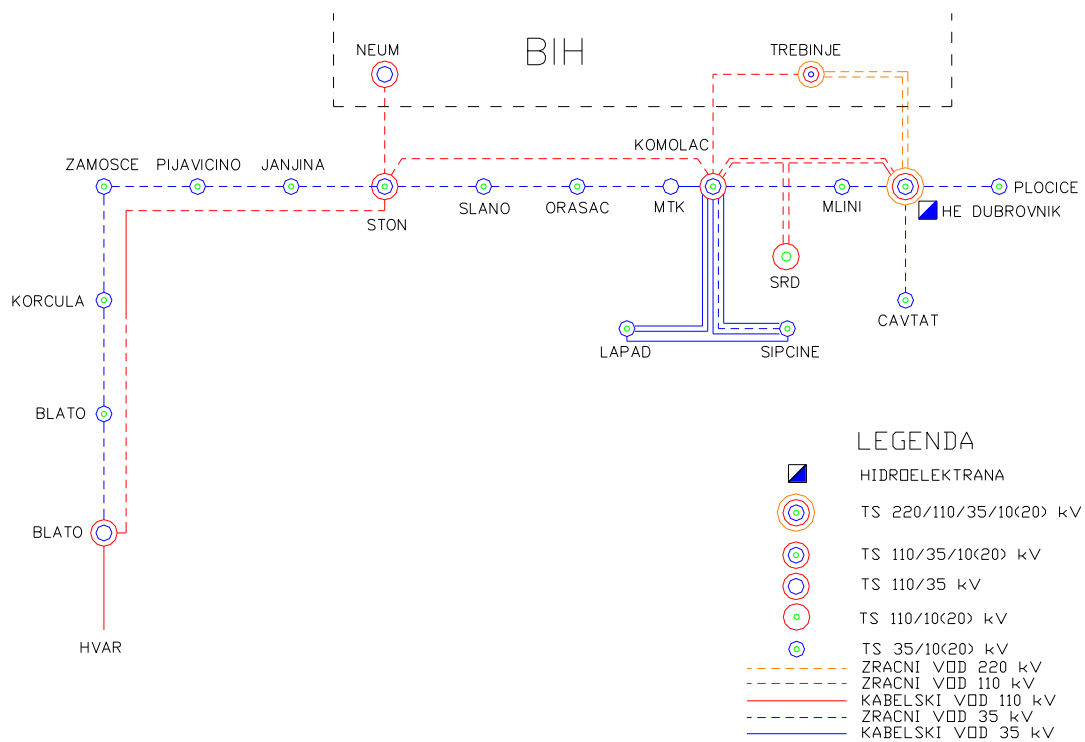 BIH
NEUM
TREBINJE
KOMOLAC
ZAMOSCE
PIJAVICINO
JANJINA
STON
SLANO
ORASAC
MTK
MLINI
PLOCICE
HE DUBROVNIK
SRD
KORCULA
CAVTAT
LAPAD
SIPCINE
BLATO
BLATO
HVAR
LEGENDA
HIDROELEKTRANA
TS 220/110/35/10(20) kV
TS 110/35/10(20) kV
TS 110/35 kV
TS 110/10(20) kV
TS 35/10(20) kV
ZRACNI VOD 220 kV
ZRACNI VOD 110 kV
KABELSKI VOD 110 kV
ZRACNI VOD 35 kV
KABELSKI VOD 35 kV